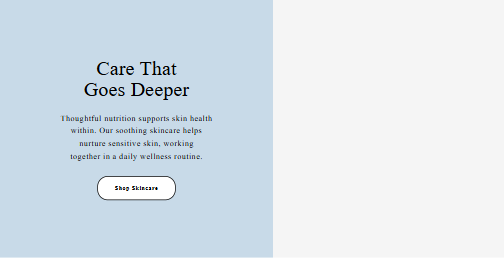 Care That
Goes Deeper
Thoughtful nutrition supports skin health
within. Our soothing skincare helps
nurture sensitive skin, working
together in a daily wellness routine.
Shop Skincare